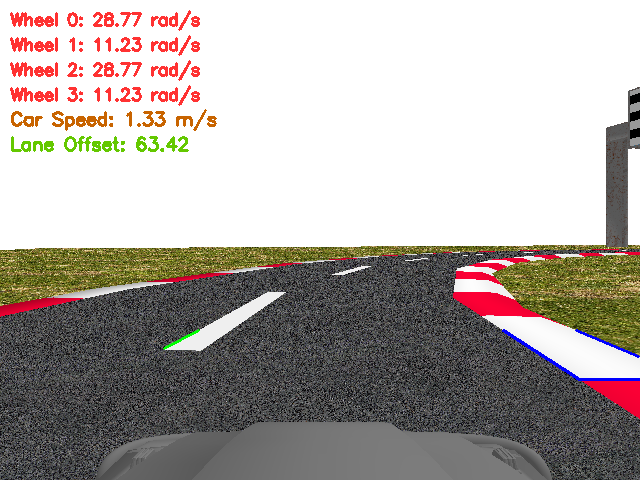 Wheel 0: 28.77 rad/s
Wheel 1: 11.23 rad/s
Wheel 2: 28.77 rad/s
Wheel 3: 11.23 rad/s
Car Speed: 1.33 m/s
Lane Offset: 63.42